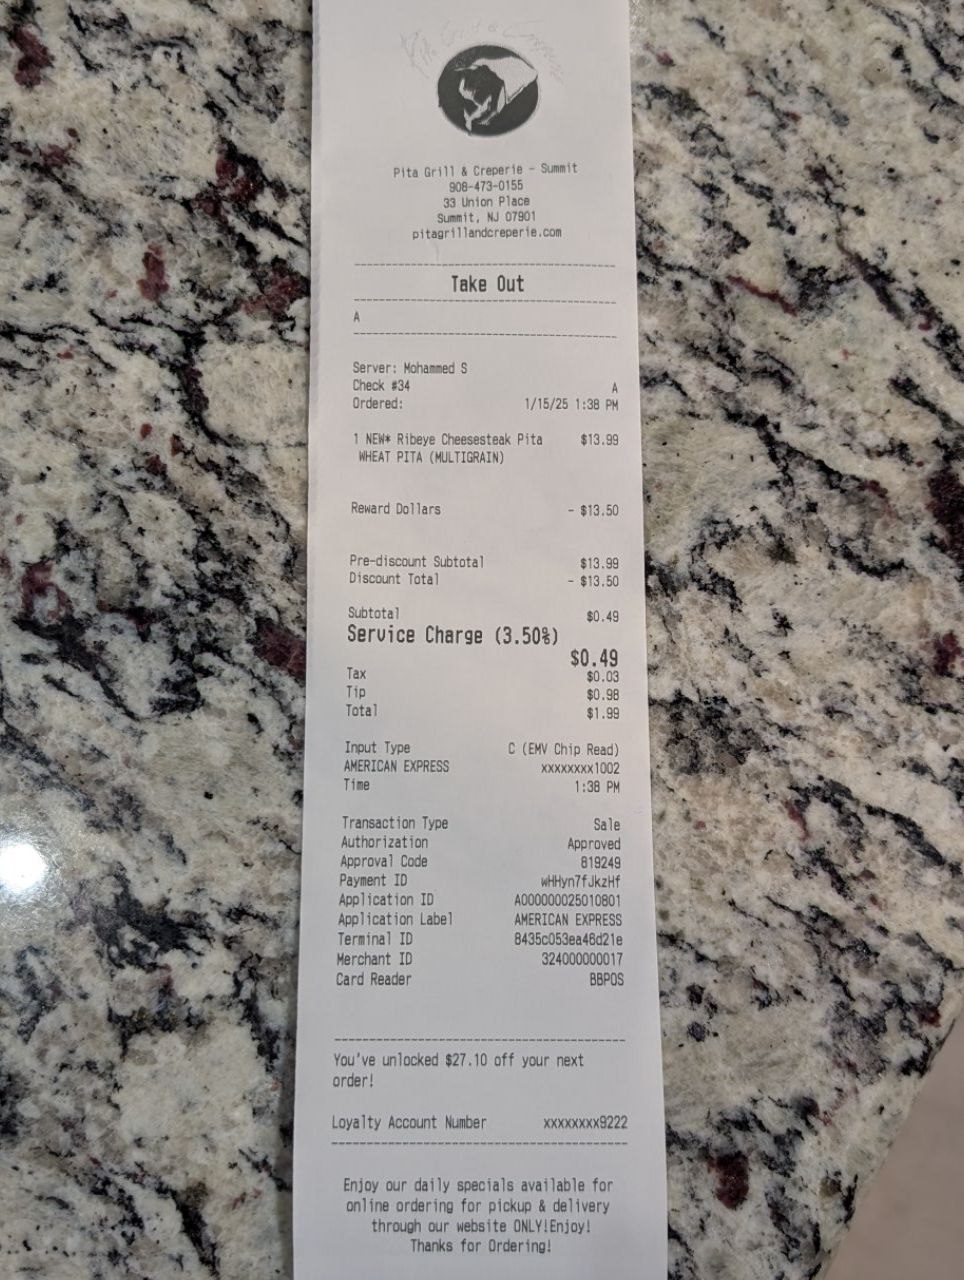 Pita Grill & Creperie
Pita Grill & Creperie - Summit
908-473-0155
33 Union Place
Summit, NJ 07901
pitagrillandcreperie.com
Take Out
A
Server: Mohammed S
Check #34 A
Ordered: 1/15/25 1:38 PM
1 NEW* Ribeye Cheesesteak Pita $13.99
WHEAT PITA (MULTIGRAIN)
Reward Dollars - $13.50
Pre-discount Subtotal $13.99
Discount Total - $13.50
Subtotal $0.49
Service Charge (3.50%)
$0.49
Tax $0.03
Tip $0.98
Total $1.99
Input Type C (EMV Chip Read)
AMERICAN EXPRESS xxxxxxxx1002
Time 1:38 PM
Transaction Type Sale
Authorization Approved
Approval Code 819249
Payment ID wHHyn7fJkzHf
Application ID A000000025010801
Application Label AMERICAN EXPRESS
Terminal ID 8435c053ea46d21e
Merchant ID 324000000017
Card Reader BBPOS
You've unlocked $27.10 off your next
order!
Loyalty Account Number xxxxxxxx9222
Enjoy our daily specials available for
online ordering for pickup & delivery
through our website ONLY!Enjoy!
Thanks for Ordering!